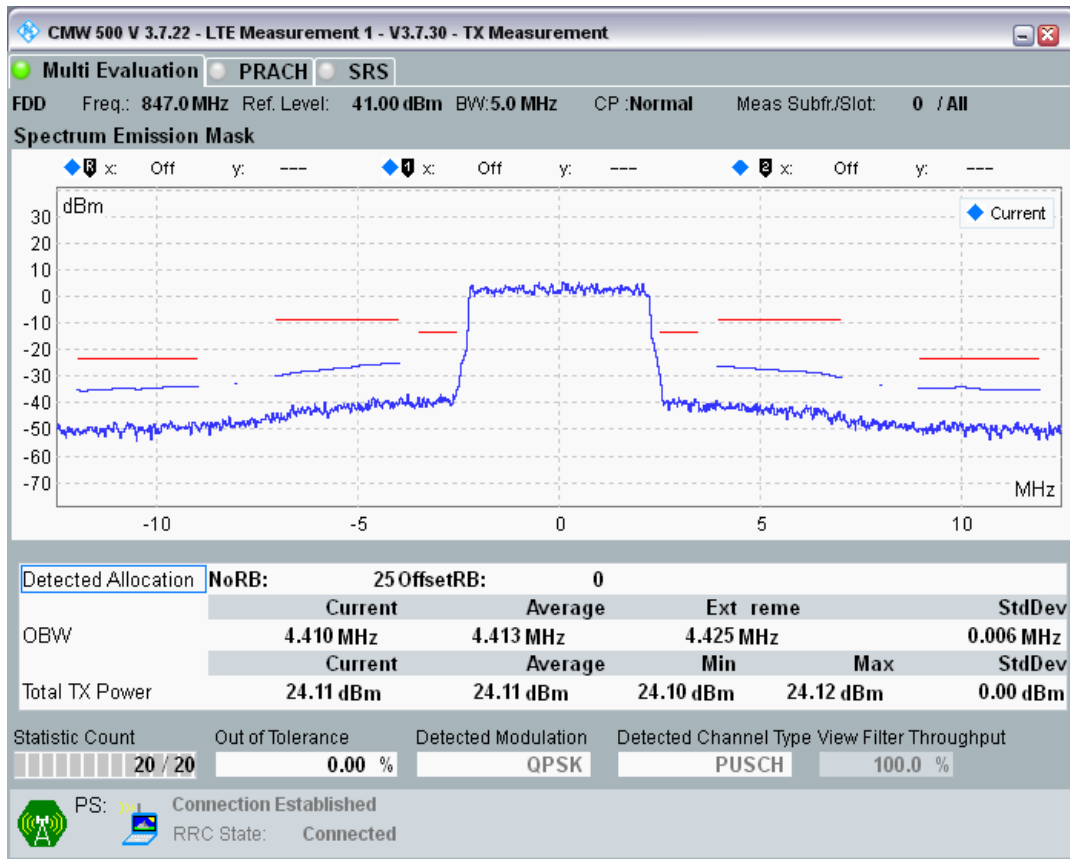 CMW 500 V 3.7.22 - LTE Measurement 1 - V3.7.30 - TX Measurement
Multi Evaluation PRACH SRS
FDD Freq.: 847.0 MHz Ref. Level: 41.00 dBm BW: 5.0 MHz CP :Normal Meas Subfr./Slot: 0 / All
Spectrum Emission Mask
R x: Off y: --- 1 x: Off y: --- 2 x: Off y: ---
dBm
Current
30
20
10
0
-10
-20
-30
-40
-50
-60
-70
MHz
-10 -5 0 5 10
Detected Allocation NoRB: 25 OffsetRB: 0
Current Average Ext reme StdDev
OBW 4.410 MHz 4.413 MHz 4.425 MHz 0.006 MHz
Current Average Min Max StdDev
Total TX Power 24.11 dBm 24.11 dBm 24.10 dBm 24.12 dBm 0.00 dBm
Statistic Count Out of Tolerance Detected Modulation Detected Channel Type View Filter Throughput
20 / 20 0.00 % QPSK PUSCH 100.0 %
PS: Connection Established
RRC State: Connected